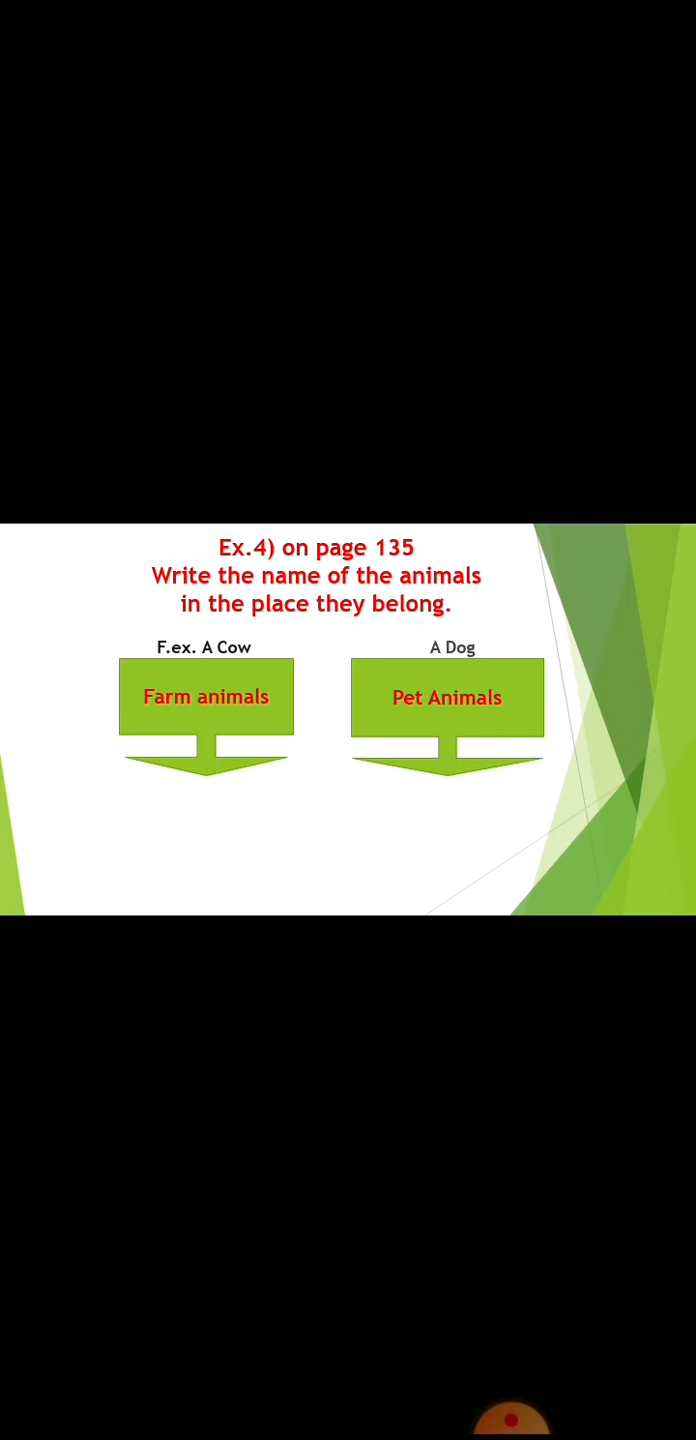 Ex.4) on page 135
Write the name of the animals
in the place they belong.
F.ex. A Cow
A Dog
Farm animals
Pet Animals